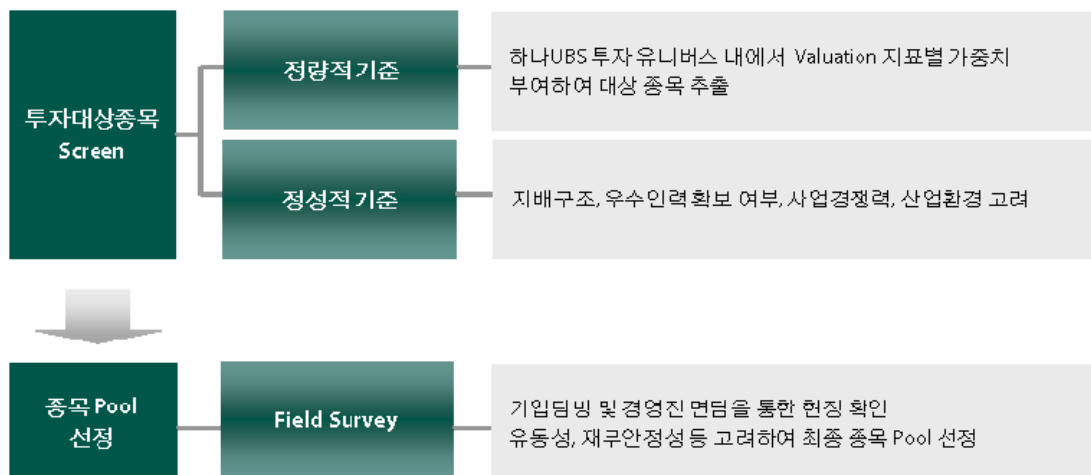 투자대상종목
Screen
정량적기준
하나UBS 투자유니버스 내에서 Valuation 지표별 가중치
부여하여 대상 종목 추출
정성적기준
지배구조, 우수인력확보 여부, 사업경쟁력, 산업환경 고려
종목 Pool
선정
Field Survey
기업탐방 및 경영진 면담을 통한 현장 확인
유동성, 재무안정성등 고려하여 최종 종목 Pool 선정